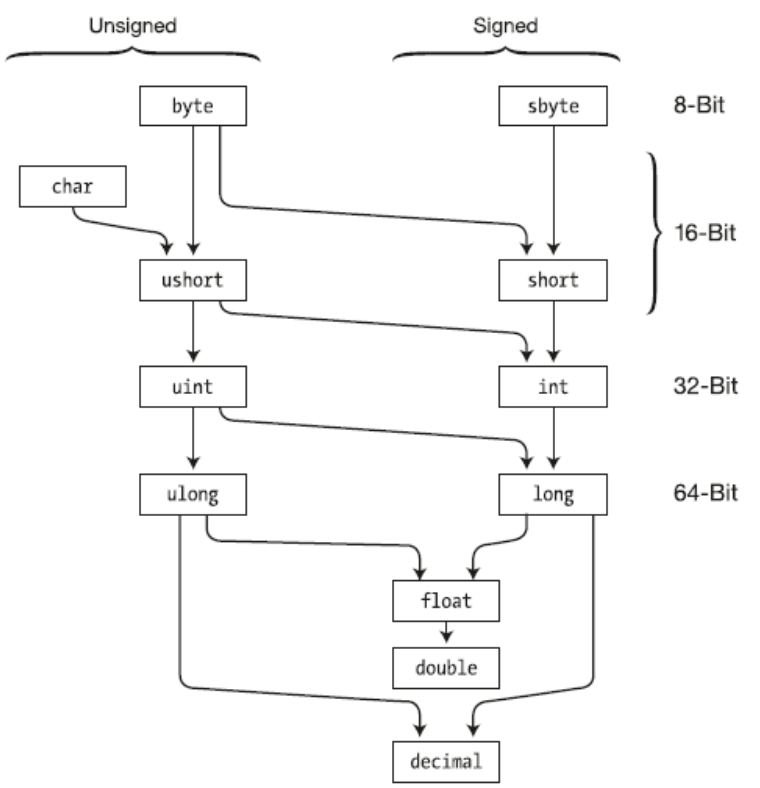 Unsigned
Signed
byte
sbyte
8-Bit
char
16-Bit
ushort
short
uint
int
32-Bit
ulong
long
64-Bit
float
double
decimal